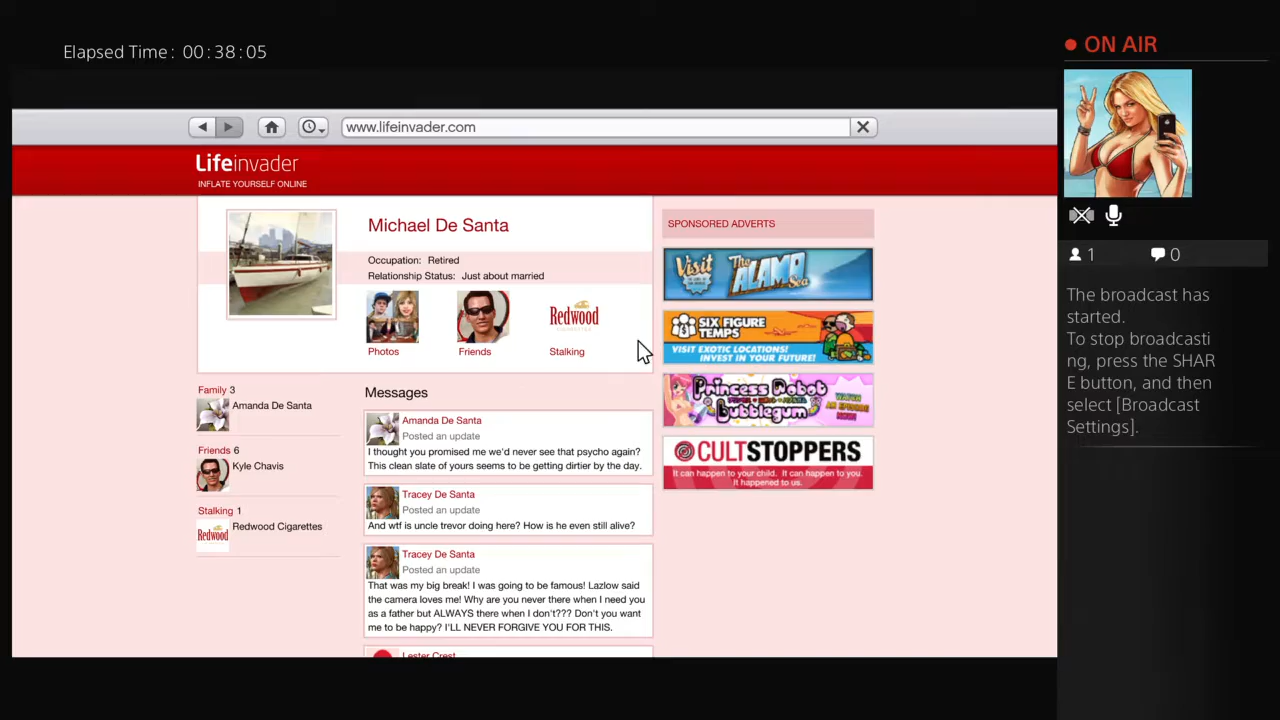 Elapsed Time: 00:38:05
ON AIR
www.lifeinvader.com
Lifeinvader
INFLATE YOURSELF ONLINE
Michael De Santa
Occupation: Retired
Relationship Status: Just about married
Redwood
CIGARETTES
Photos
Friends
Stalking
SPONSORED ADVERTS
Visit The ALAMO Sea
SIX FIGURE
TEMPS
VISIT EXOTIC LOCATIONS!
INVEST IN YOUR FUTURE!
Princess Robot
Bubblegum
WATCH
AN EPISODE
NOW!
CULTSTOPPERS
It can happen to your child. It can happen to you.
It happened to us.
Family 3
Amanda De Santa
Friends 6
Kyle Chavis
Stalking 1
Redwood Cigarettes
Redwood
Messages
Amanda De Santa
Posted an update
I thought you promised me we'd never see that psycho again?
This clean slate of yours seems to be getting dirtier by the day.
Tracey De Santa
Posted an update
And wtf is uncle trevor doing here? How is he even still alive?
Tracey De Santa
Posted an update
That was my big break! I was going to be famous! Lazlow said
the camera loves me! Why are you never there when I need you
as a father but ALWAYS there when I don't??? Don't you want
me to be happy? I'LL NEVER FORGIVE YOU FOR THIS.
Lester Crest
1
0
The broadcast has
started.
To stop broadcasti
ng, press the SHAR
E button, and then
select [Broadcast
Settings].